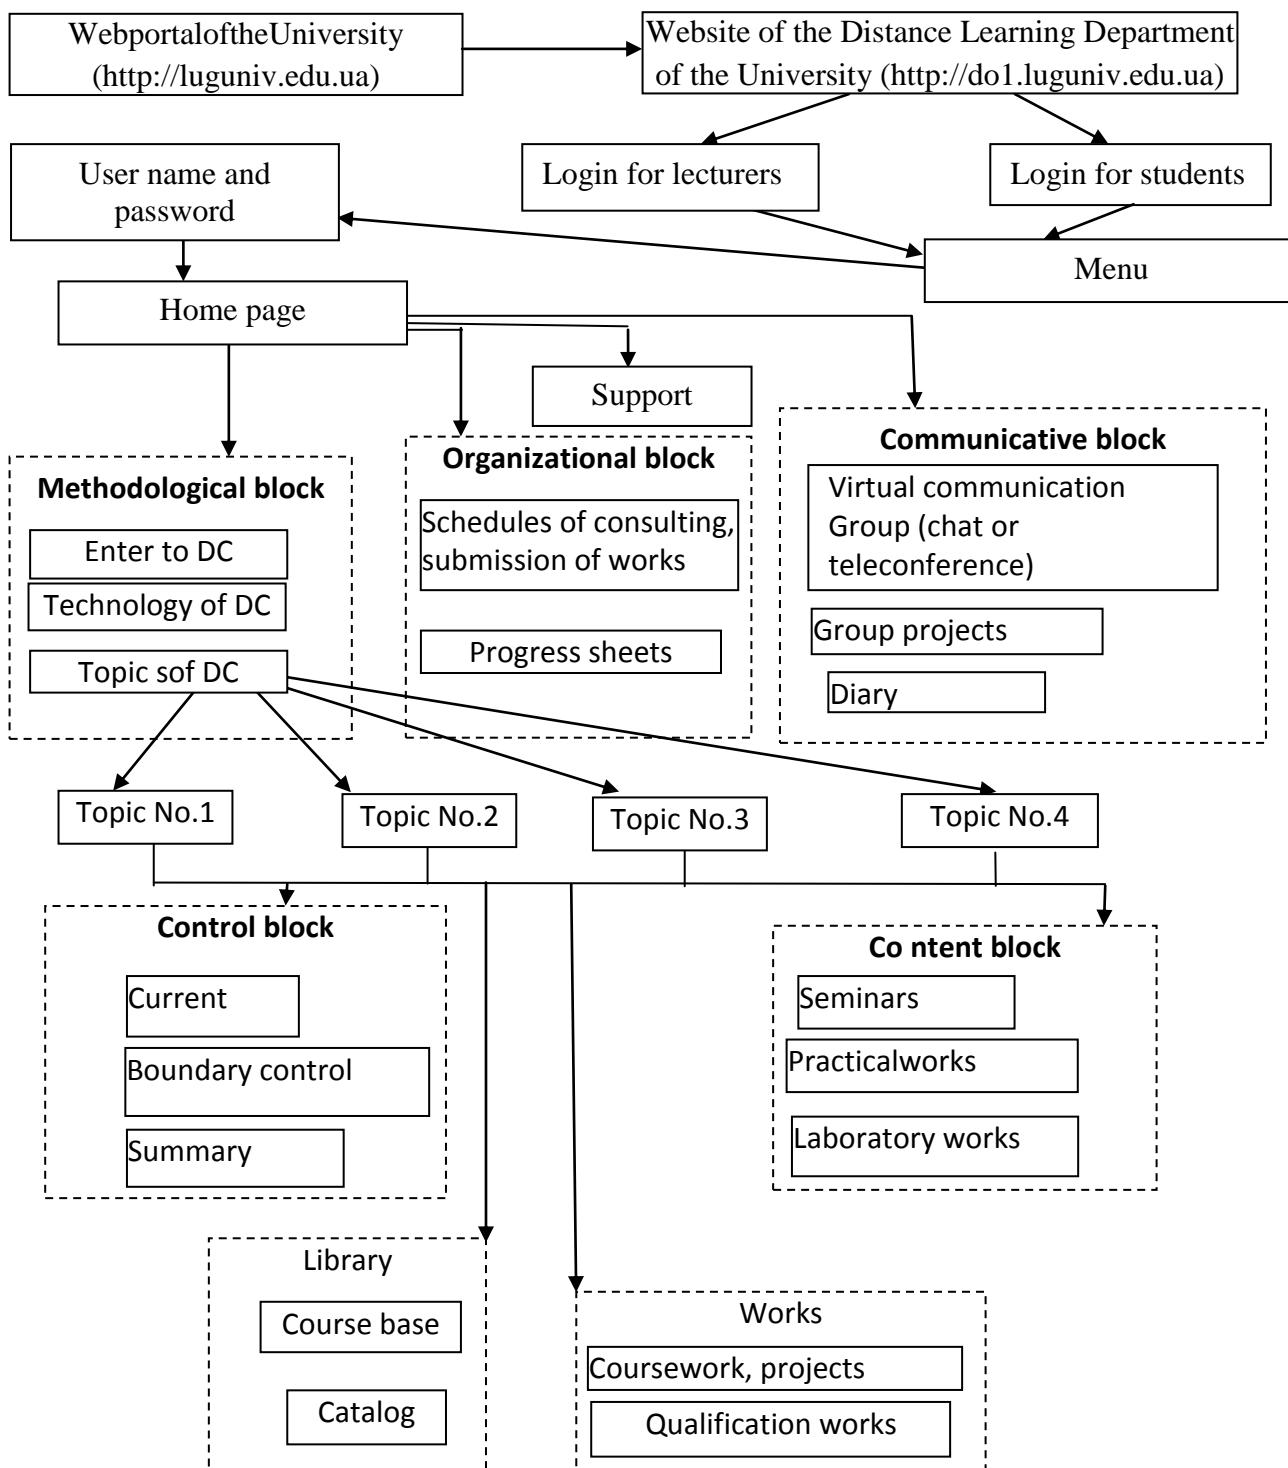 WebportaloftheUniversity
(http://luguniv.edu.ua)
Website of the Distance Learning Department
of the University (http://do1.luguniv.edu.ua)
Login for lecturers
Login for students
User name and
password
Menu
Home page
Support
Methodological block
Enter to DC
Technology of DC
Topic sof DC
Organizational block
Schedules of consulting,
submission of works
Progress sheets
Communicative block
Virtual communication
Group (chat or
teleconference)
Group projects
Diary
Topic No.1
Topic No.2
Topic No.3
Topic No.4
Control block
Current
Boundary control
Summary
Co ntent block
Seminars
Practicalworks
Laboratory works
Library
Course base
Catalog
Works
Coursework, projects
Qualification works